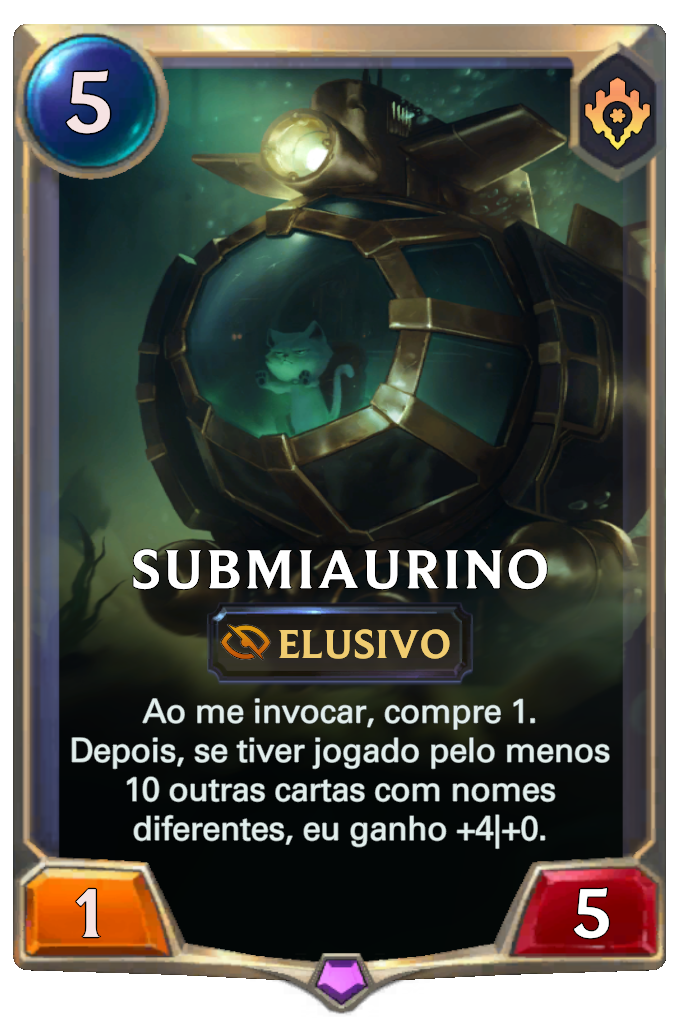 5
SUBMIAURINO
ELUSIVO
Ao me invocar, compre 1.
Depois, se tiver jogado pelo menos
10 outras cartas com nomes
diferentes, eu ganho +4|+0.
1
5